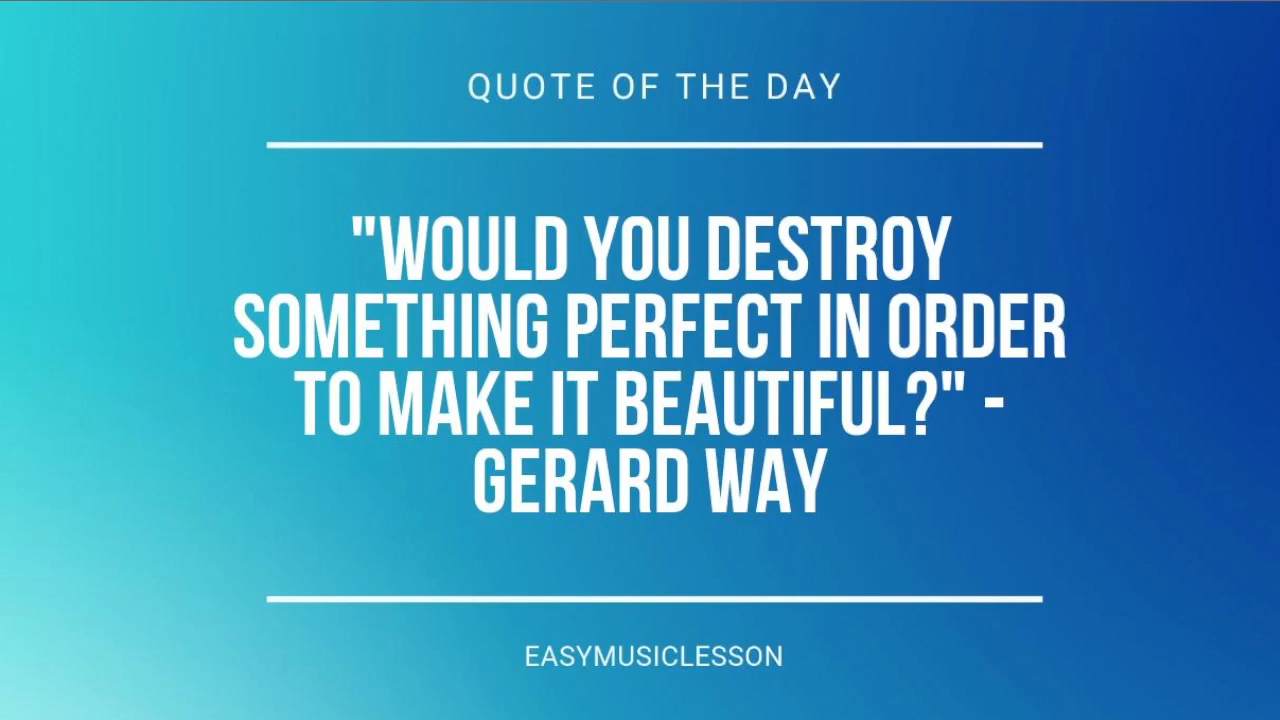 QUOTE OF THE DAY
"WOULD YOU DESTROY
SOMETHING PERFECT IN ORDER
TO MAKE IT BEAUTIFUL?" -
GERARD WAY
EASYMUSICLESSON